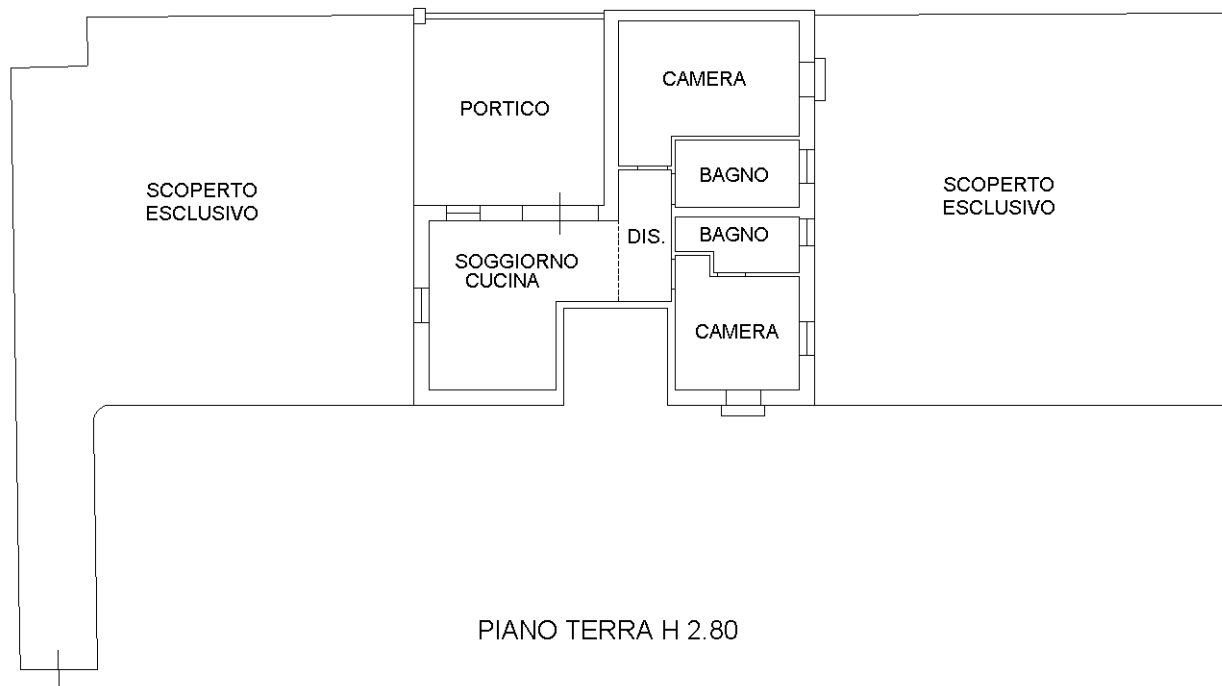 CAMERA
PORTICO
BAGNO
SCOPERTO
ESCLUSIVO
SCOPERTO
ESCLUSIVO
DIS.
BAGNO
SOGGIORNO
CUCINA
CAMERA
PIANO TERRA H 2.80